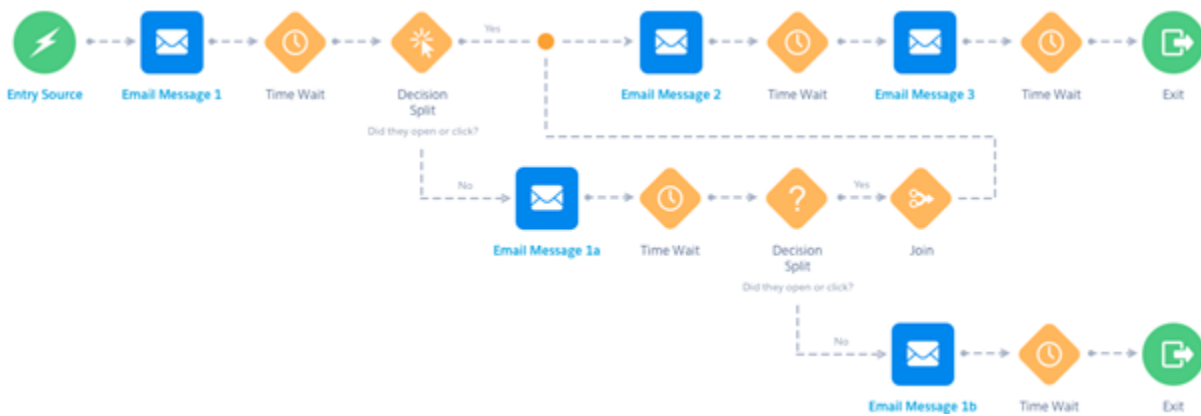 Yes
Entry Source
Email Message 1
Time Wait
Decision
Split
Did they open or click?
Email Message 2
Time Wait
Email Message 3
Time Wait
Exit
No
Yes
Email Message 1a
Time Wait
Decision
Split
Did they open or click?
Join
No
Email Message 1b
Time Wait
Exit